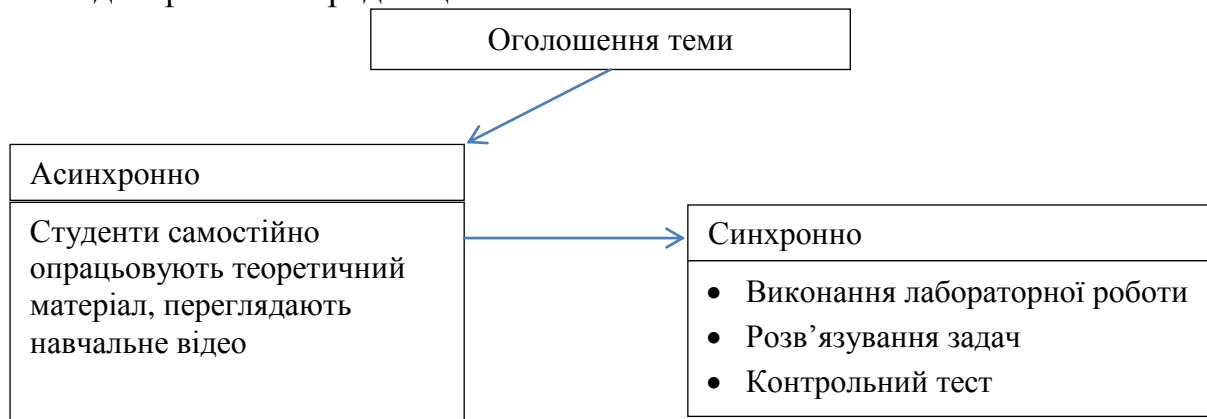 Оголошення теми
Асинхронно
Студенти самостійно
опрацьовують теоретичний
матеріал, переглядають
навчальне відео
Синхронно
• Виконання лабораторної роботи
• Розв’язування задач
• Контрольний тест